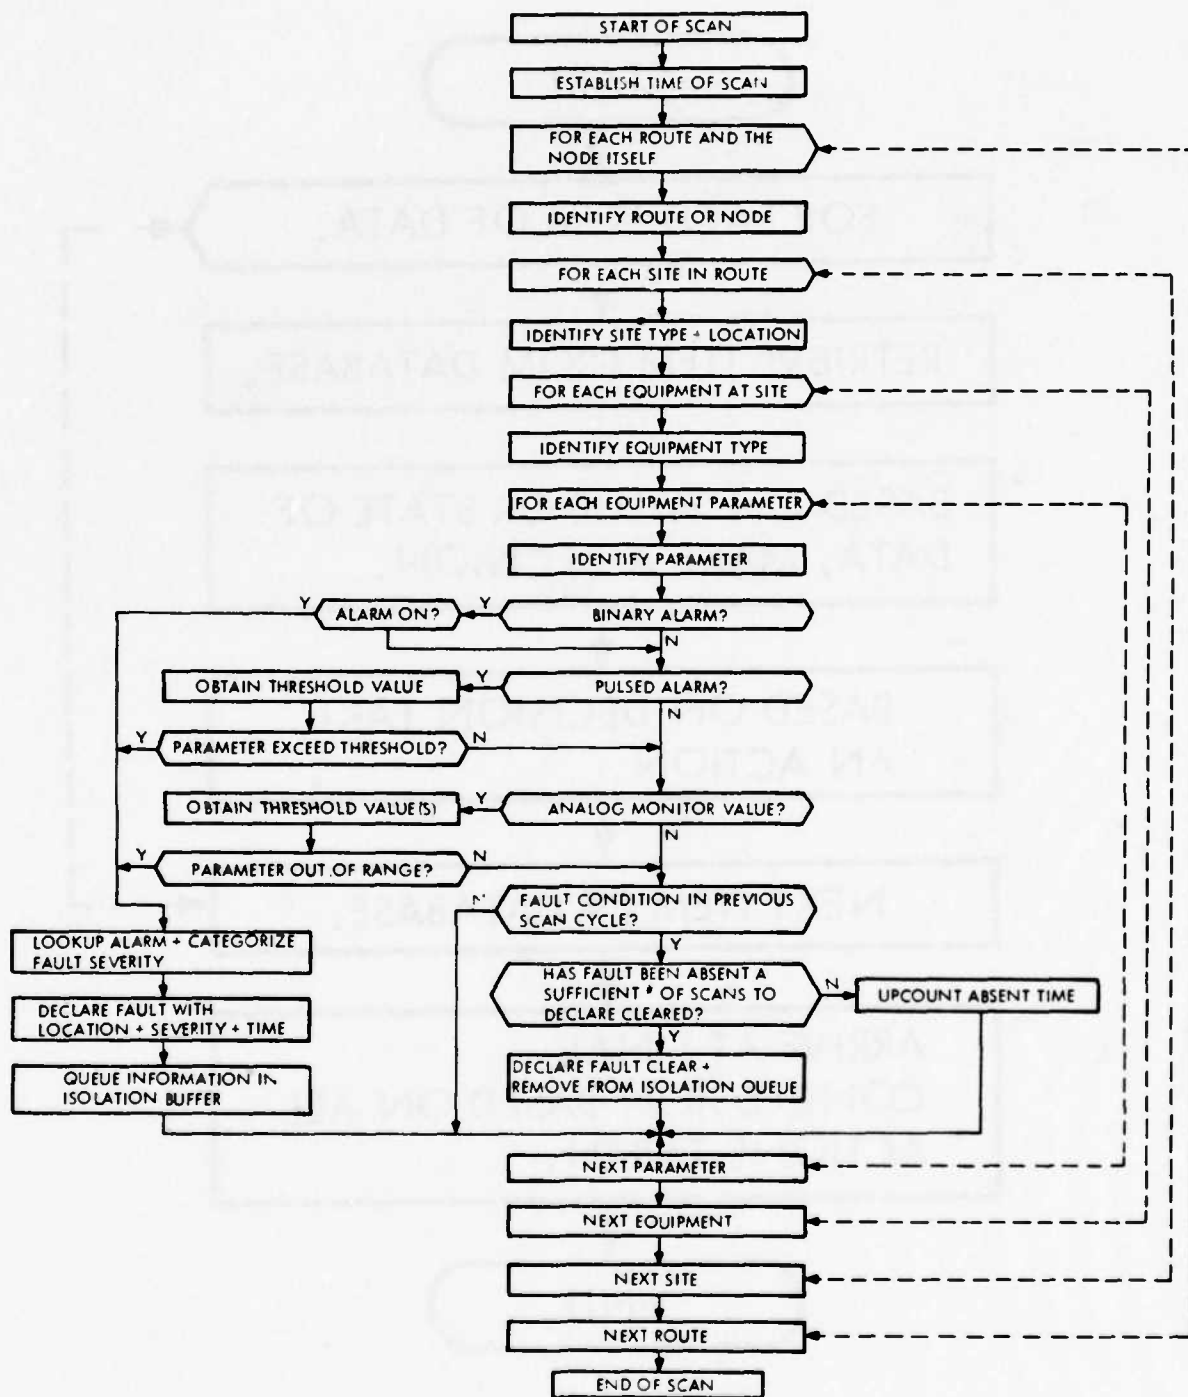 START OF SCAN
ESTABLISH TIME OF SCAN
FOR EACH ROUTE AND THE
NODE ITSELF
IDENTIFY ROUTE OR NODE
FOR EACH SITE IN ROUTE
IDENTIFY SITE TYPE + LOCATION
FOR EACH EQUIPMENT AT SITE
IDENTIFY EQUIPMENT TYPE
FOR EACH EQUIPMENT PARAMETER
IDENTIFY PARAMETER
Y ALARM ON? Y BINARY ALARM?
N
OBTAIN THRESHOLD VALUE Y PULSED ALARM?
N
Y PARAMETER EXCEED THRESHOLD? N
OBTAIN THRESHOLD VALUE(S) Y ANALOG MONITOR VALUE?
N
Y PARAMETER OUT OF RANGE? N
N FAULT CONDITION IN PREVIOUS
SCAN CYCLE?
Y
LOOKUP ALARM + CATEGORIZE
FAULT SEVERITY
HAS FAULT BEEN ABSENT A
SUFFICIENT # OF SCANS TO
DECLARE CLEARED?
N UPCOUNT ABSENT TIME
Y
DECLARE FAULT WITH
LOCATION + SEVERITY + TIME
DECLARE FAULT CLEAR +
REMOVE FROM ISOLATION QUEUE
QUEUE INFORMATION IN
ISOLATION BUFFER
NEXT PARAMETER
NEXT EQUIPMENT
NEXT SITE
NEXT ROUTE
END OF SCAN